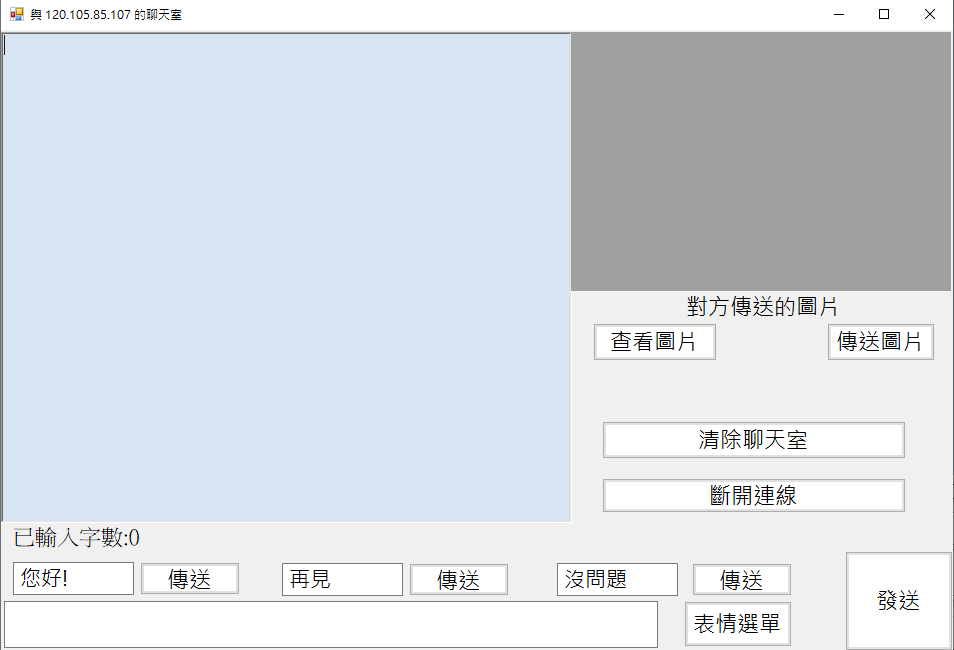 與 120.105.85.107 的聊天室
對方傳送的圖片
查看圖片
傳送圖片
清除聊天室
斷開連線
已輸入字數:0
您好!
傳送
再見
傳送
沒問題
傳送
表情選單
發送